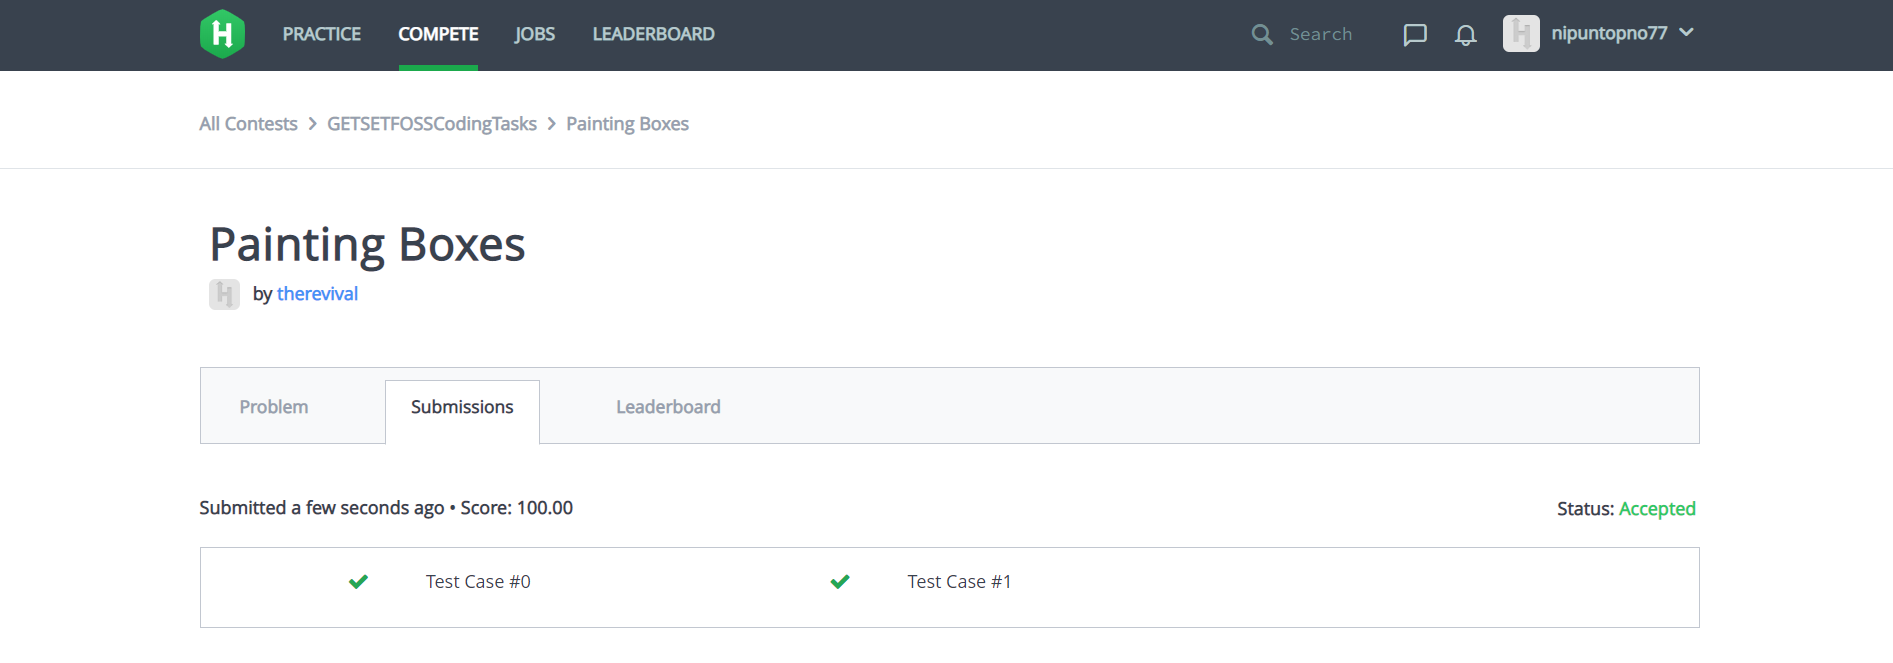 PRACTICE COMPETE JOBS LEADERBOARD Search nipuntopno77
All Contests > GETSETFOSSCodingTasks > Painting Boxes
Painting Boxes
by therevival
Problem Submissions Leaderboard
Submitted a few seconds ago • Score: 100.00 Status: Accepted
Test Case #0 Test Case #1